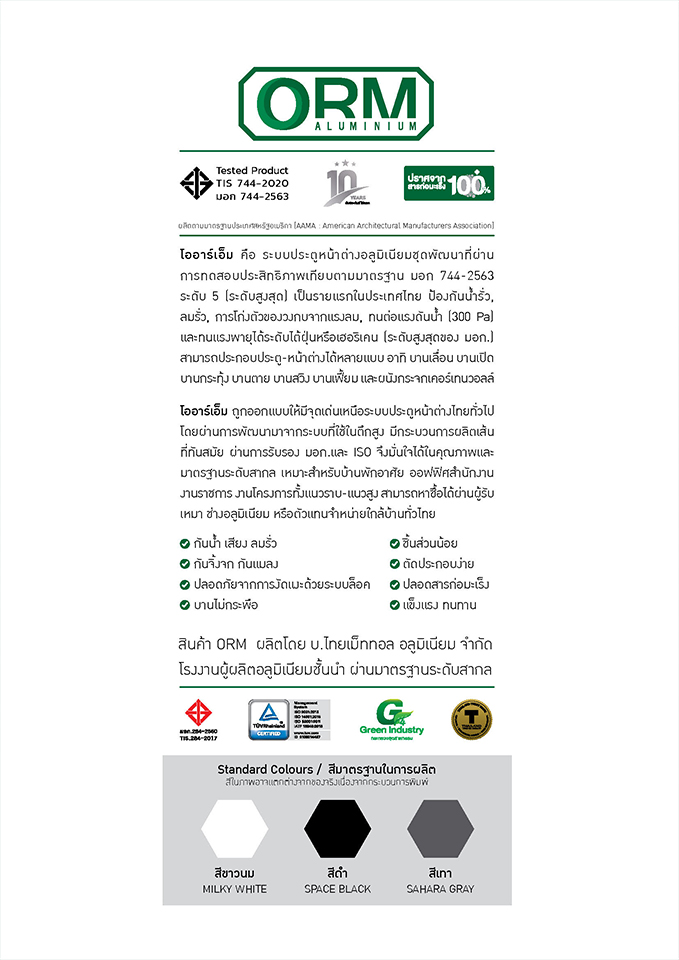 ORM
ALUMINIUM
Tested Product
TIS 744-2020
มอก 744-2563
10
YEARS
ปราศจาก
สารก่อมะเร็ง
100%
ผลิตตามมาตรฐานประเทศสหรัฐอเมริกา (AAMA : American Architectural Manufacturers Association)
โออาร์เอ็ม คือ ระบบประตูหน้าต่างอลูมิเนียมชุดพัฒนาที่ผ่าน
การทดสอบประสิทธิภาพเทียบตามมาตรฐาน มอก 744-2563
ระดับ 5 (ระดับสูงสุด) เป็นรายแรกในประเทศไทย ป้องกันน้ำรั่ว,
ลมรั่ว, การโก่งตัวของวงกบจากแรงลม, ทนต่อแรงดันน้ำ (300 Pa)
และทนแรงพายุได้ระดับไต้ฝุ่นหรือเฮอริเคน (ระดับสูงสุดของ มอก.)
สามารถประกอบประตู-หน้าต่างได้หลายแบบ อาทิ บานเลื่อน บานเปิด
บานกระทุ้ง บานตาย บานสวิง บานเฟี้ยม และผนังกระจกเคอร์เทนวอลล์
โออาร์เอ็ม ถูกออกแบบให้มีจุดเด่นเหนือระบบประตูหน้าต่างไทยทั่วไป
โดยผ่านการพัฒนามาจากระบบที่ใช้ในตึกสูง มีกระบวนการผลิตเส้น
ที่ทันสมัย ผ่านการรับรอง มอก.และ ISO จึงมั่นใจได้ในคุณภาพและ
มาตรฐานระดับสากล เหมาะสำหรับบ้านพักอาศัย ออฟฟิศสำนักงาน
งานราชการ งานโครงการทั้งแนวราบ-แนวสูง สามารถหาซื้อได้ผ่านผู้รับ
เหมา ช่างอลูมิเนียม หรือตัวแทนจำหน่ายใกล้บ้านทั่วไทย
กันน้ำ เสียง ลมรั่ว
ชิ้นส่วนน้อย
กันจิ้งจก กันแมลง
ตัดประกอบง่าย
ปลอดภัยจากการงัดแงะด้วยระบบล็อค
ปลอดสารก่อมะเร็ง
บานไม่กระพือ
แข็งแรง ทนทาน
สินค้า ORM ผลิตโดย บ.ไทยเม็ททอล อลูมิเนียม จำกัด
โรงงานผู้ผลิตอลูมิเนียมชั้นนำ ผ่านมาตรฐานระดับสากล
มอก.284-2560
TIS.284-2017
TÜVRheinland
CERTIFIED
Management
System
Green Industry
T
Standard Colours / สีมาตรฐานในการผลิต
สีในภาพอาจแตกต่างจากของจริงเนื่องจากกระบวนการพิมพ์
สีขาวนม
MILKY WHITE
สีดำ
SPACE BLACK
สีเทา
SAHARA GRAY